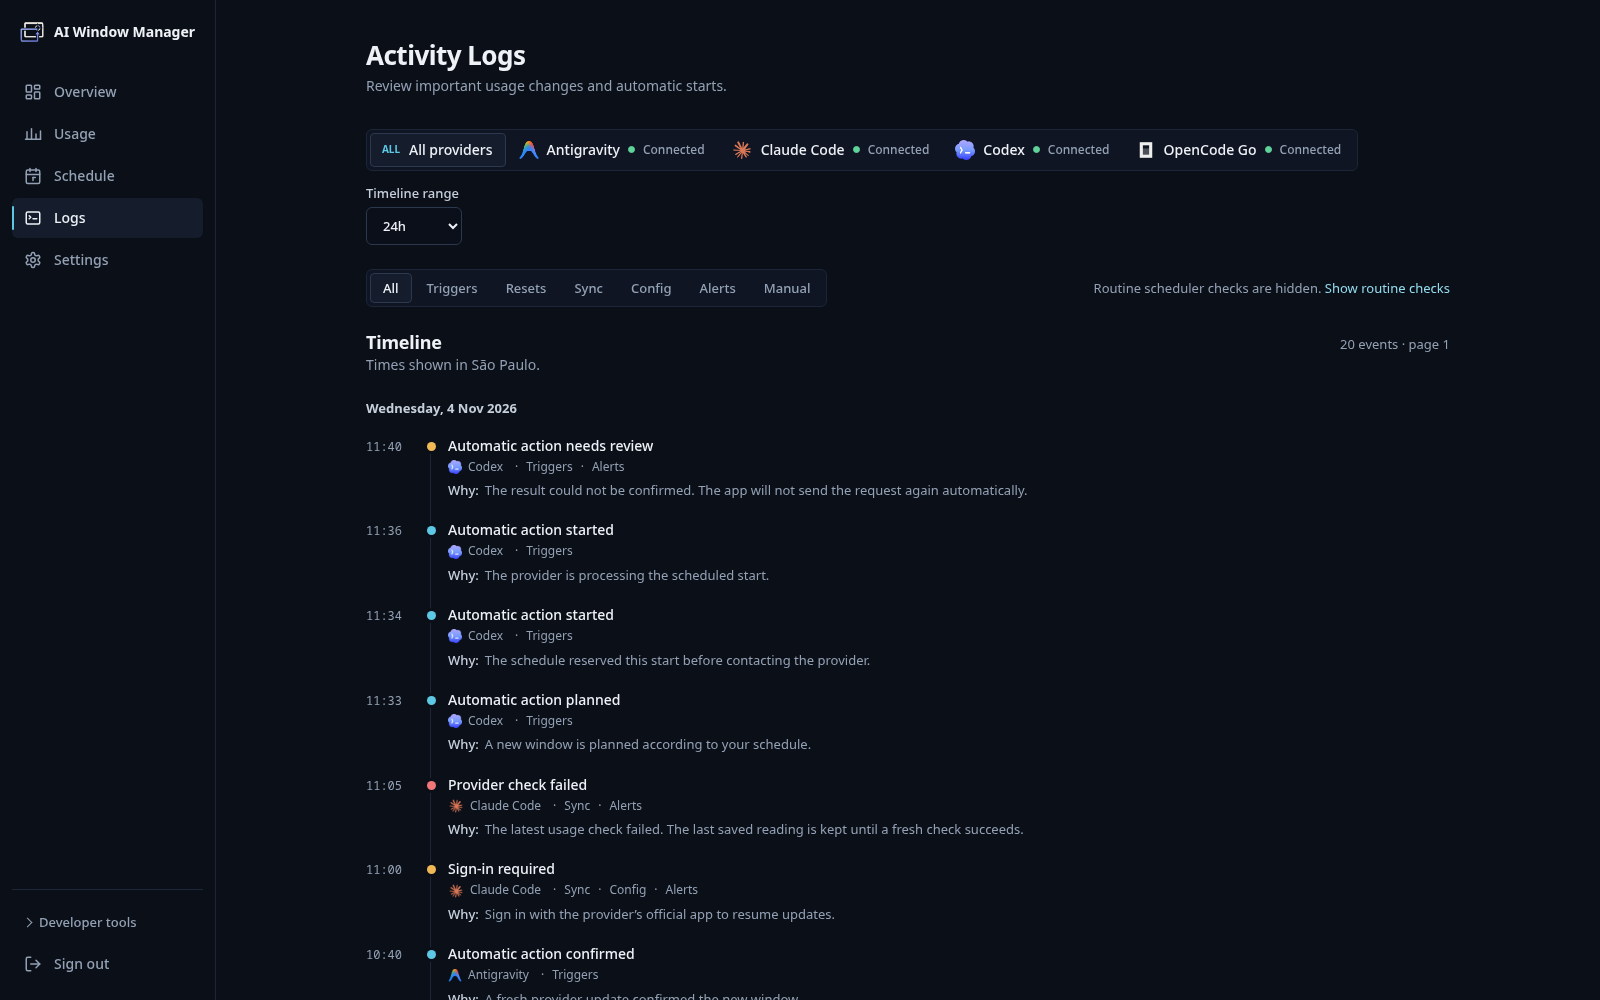 AI Window Manager
Overview
Usage
Schedule
Logs
Settings
Developer tools
Sign out
Activity Logs
Review important usage changes and automatic starts.
ALL All providers
Antigravity Connected
Claude Code Connected
Codex Connected
OpenCode Go Connected
Timeline range
24h
All Triggers Resets Sync Config Alerts Manual
Routine scheduler checks are hidden. Show routine checks
Timeline
20 events · page 1
Times shown in São Paulo.
Wednesday, 4 Nov 2026
11:40 Automatic action needs review
Codex · Triggers · Alerts
Why: The result could not be confirmed. The app will not send the request again automatically.
11:36 Automatic action started
Codex · Triggers
Why: The provider is processing the scheduled start.
11:34 Automatic action started
Codex · Triggers
Why: The schedule reserved this start before contacting the provider.
11:33 Automatic action planned
Codex · Triggers
Why: A new window is planned according to your schedule.
11:05 Provider check failed
Claude Code · Sync · Alerts
Why: The latest usage check failed. The last saved reading is kept until a fresh check succeeds.
11:00 Sign-in required
Claude Code · Sync · Config · Alerts
Why: Sign in with the provider’s official app to resume updates.
10:40 Automatic action confirmed
Antigravity · Triggers
Why: A fresh provider update confirmed the new window.